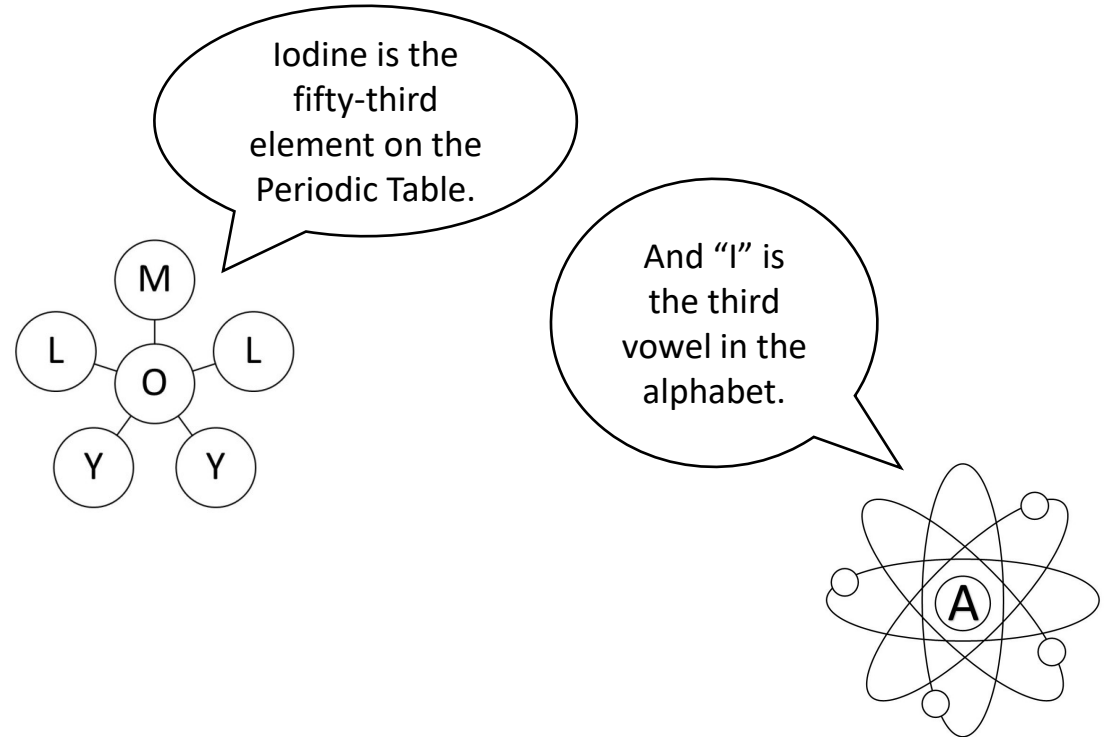 Iodine is the
fifty-third
element on the
Periodic Table.
And “I” is
the third
vowel in the
alphabet.
M
L
L
O
Y
Y
A